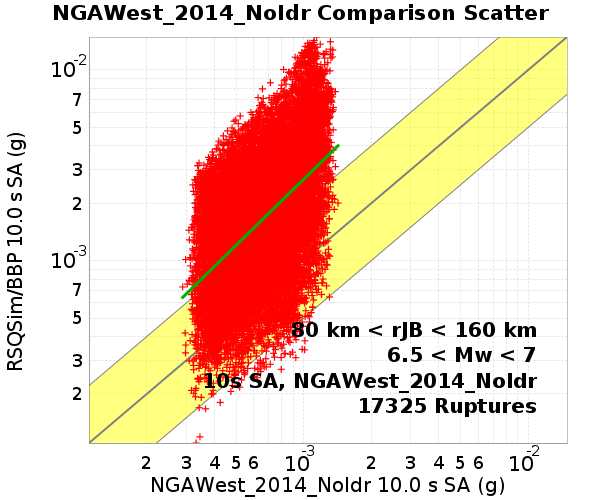 NGAWest_2014_NoIdr Comparison Scatter
10-2
7
5
3
2
10-3
7
5
3
2
RSQSim/BBP 10.0 s SA (g)
80 km < rJB < 160 km
6.5 < Mw < 7
10s SA, NGAWest_2014_NoIdr
17325 Ruptures
2 3 4 5 6 10-3 2 3 4 5 6 10-2
NGAWest_2014_NoIdr 10.0 s SA (g)